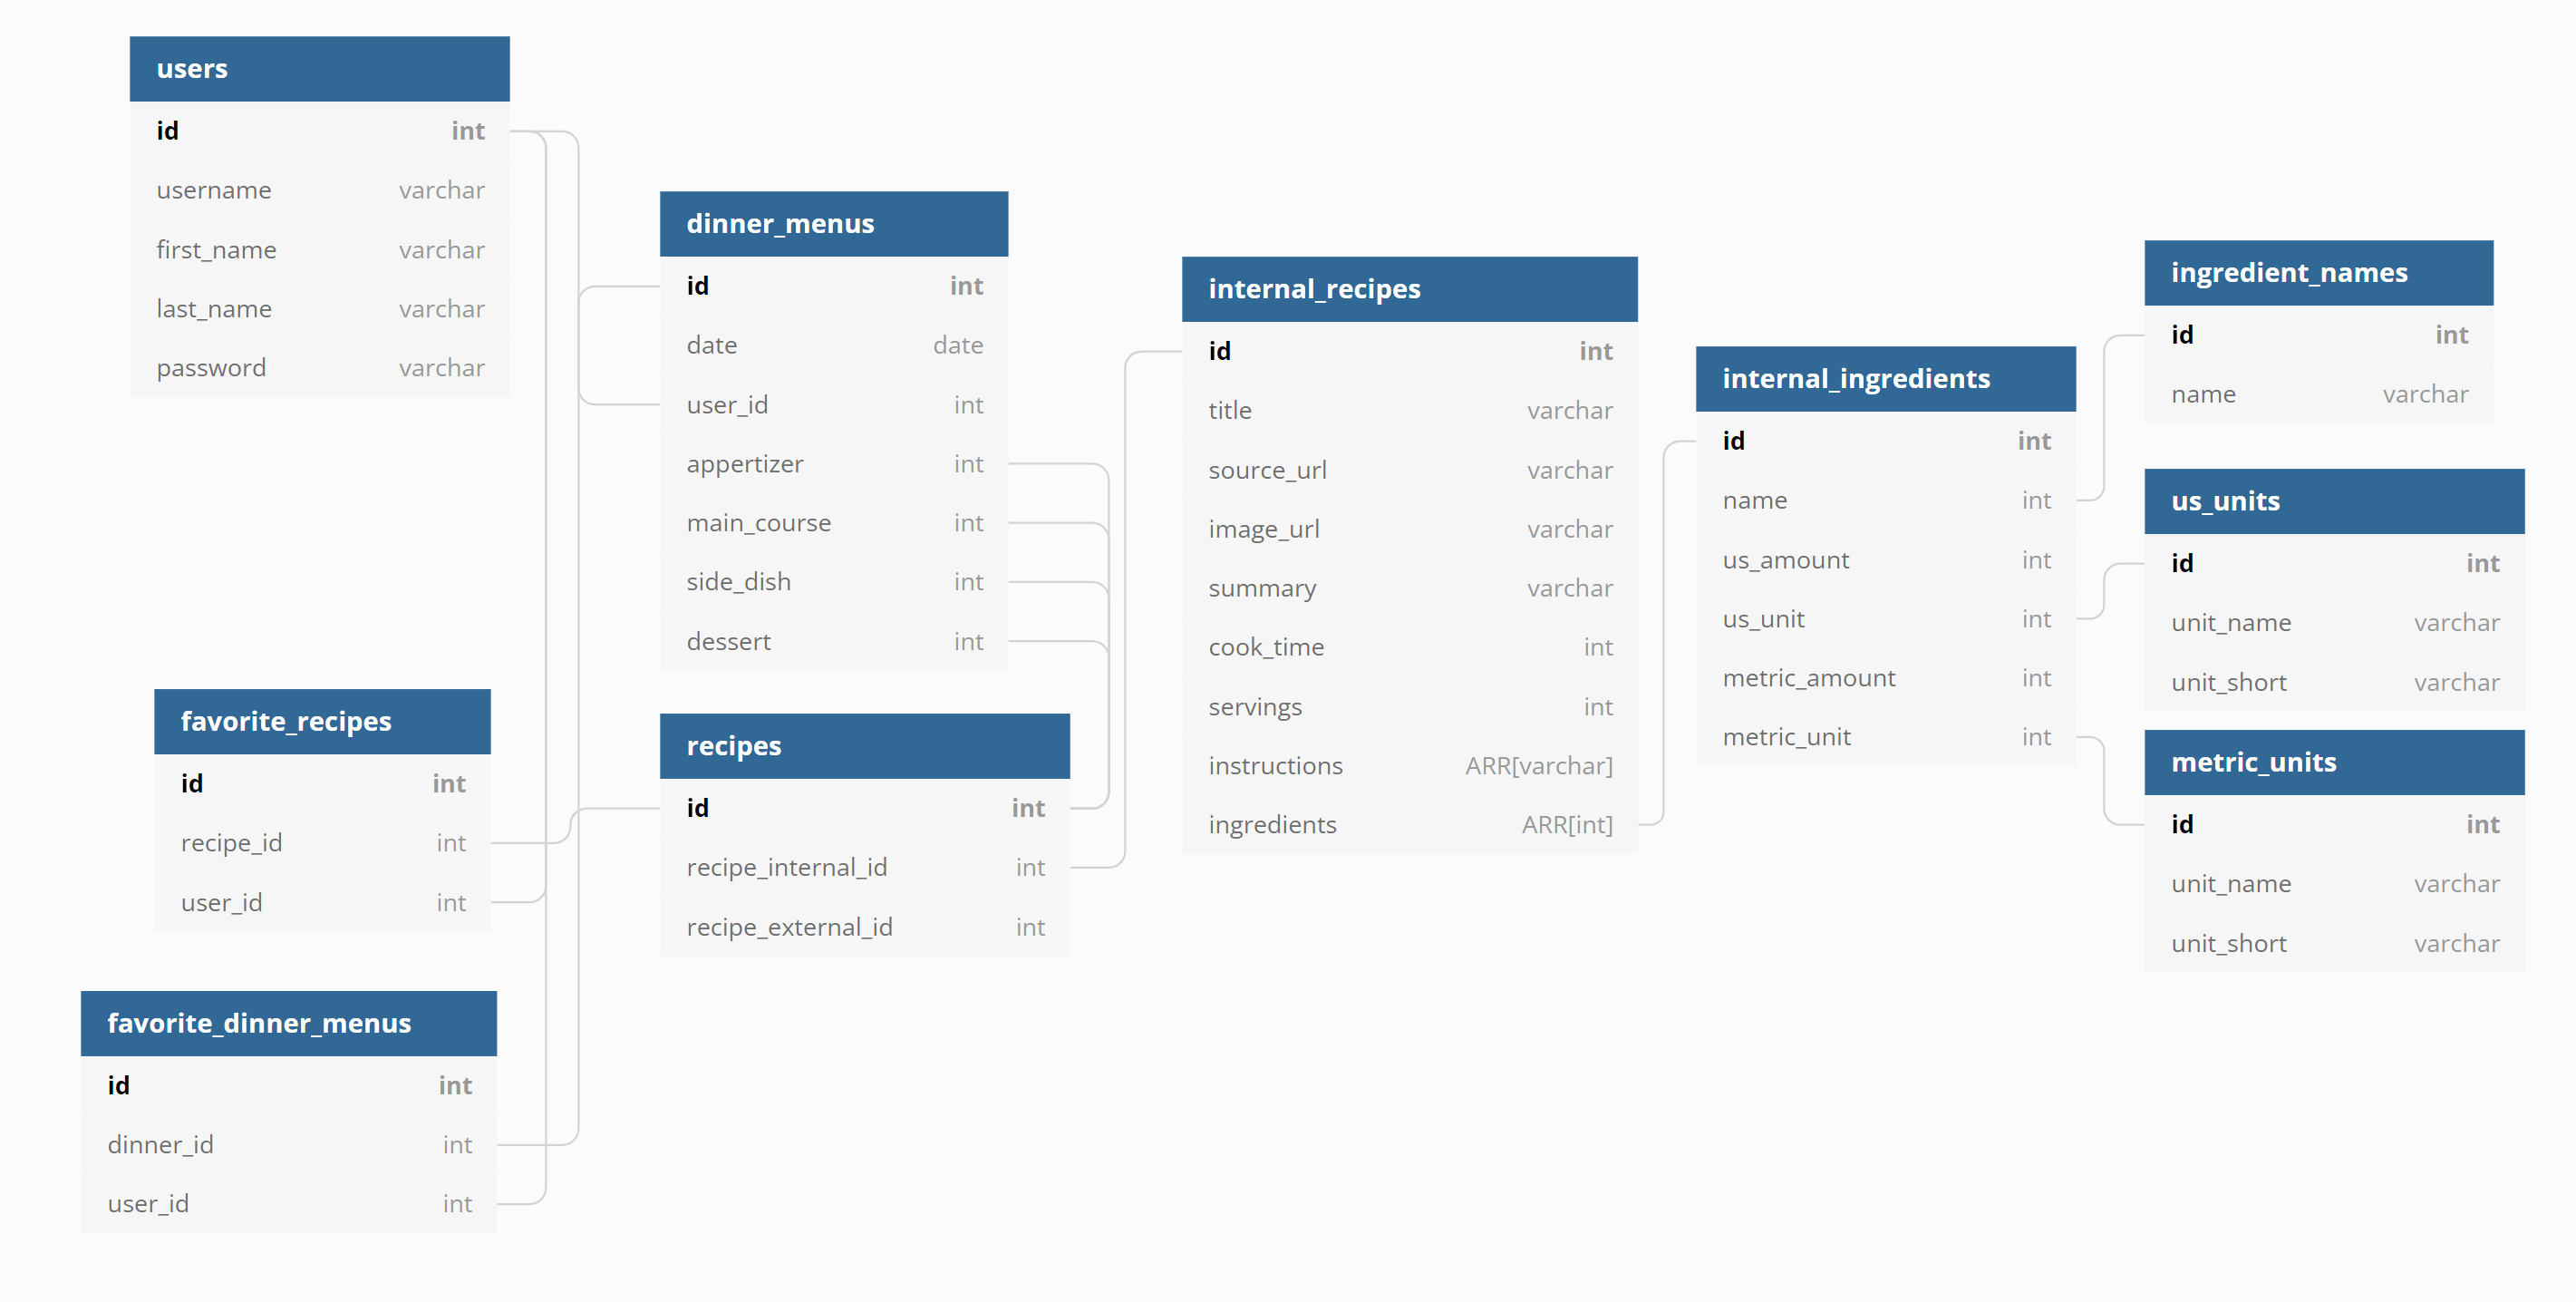 users
id int
username varchar
first_name varchar
last_name varchar
password varchar
dinner_menus
id int
date date
user_id int
appertizer int
main_course int
side_dish int
dessert int
favorite_recipes
id int
recipe_id int
user_id int
recipes
id int
recipe_internal_id int
recipe_external_id int
favorite_dinner_menus
id int
dinner_id int
user_id int
internal_recipes
id int
title varchar
source_url varchar
image_url varchar
summary varchar
cook_time int
servings int
instructions ARR[varchar]
ingredients ARR[int]
internal_ingredients
id int
name int
us_amount int
us_unit int
metric_amount int
metric_unit int
ingredient_names
id int
name varchar
us_units
id int
unit_name varchar
unit_short varchar
metric_units
id int
unit_name varchar
unit_short varchar